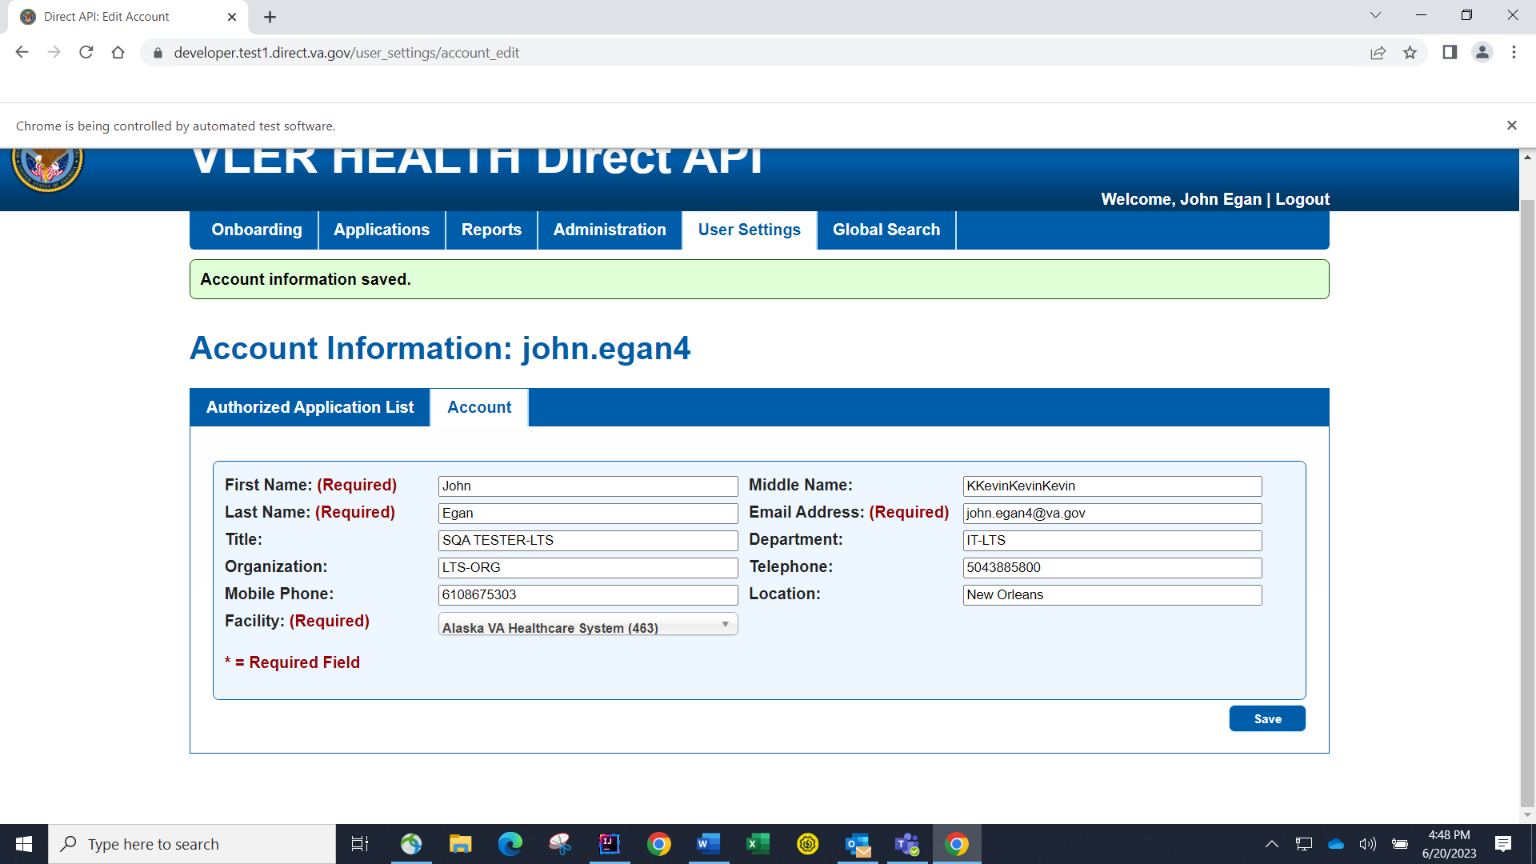 Direct API: Edit Account
developer.test1.direct.va.gov/user_settings/account_edit
Chrome is being controlled by automated test software.
VLER HEALTH Direct API
Welcome, John Egan | Logout
Onboarding Applications Reports Administration User Settings Global Search
Account information saved.
Account Information: john.egan4
Authorized Application List Account
First Name: (Required) John Middle Name: KKevinKevinKevin
Last Name: (Required) Egan Email Address: (Required) john.egan4@va.gov
Title: SQA TESTER-LTS Department: IT-LTS
Organization: LTS-ORG Telephone: 5043885800
Mobile Phone: 6108675303 Location: New Orleans
Facility: (Required) Alaska VA Healthcare System (463)
* = Required Field
Save
Type here to search
4:48 PM
6/20/2023